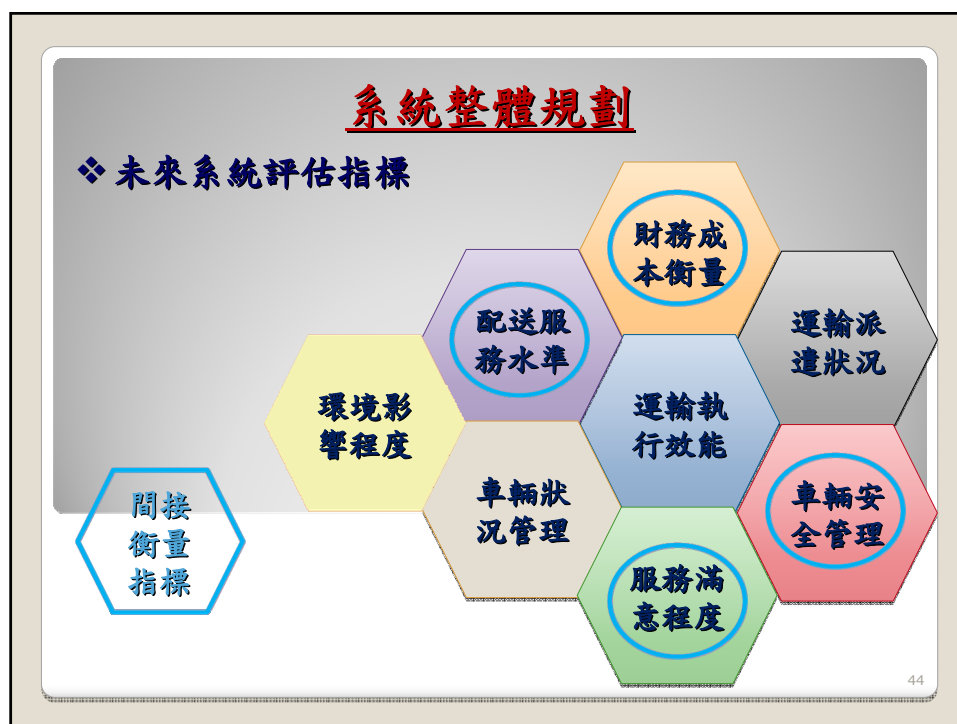 系統整體規劃
未來系統評估指標
財務成
本衡量
配送服
務水準
運輸派
遣狀況
環境影
響程度
運輸執
行效能
車輛狀
況管理
車輛安
全管理
間接
衡量
指標
服務滿
意程度
44